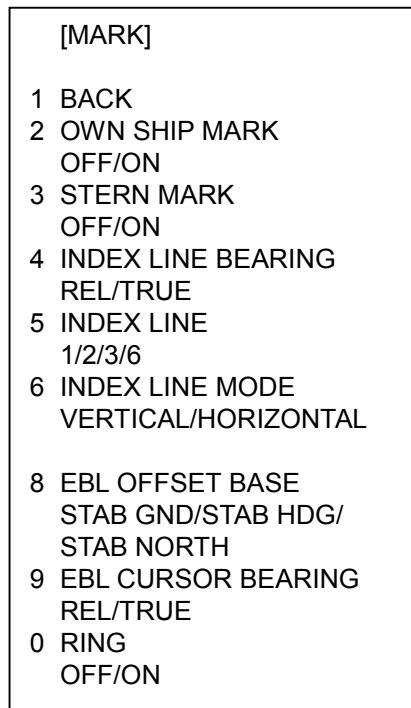 [MARK]
1 BACK
2 OWN SHIP MARK
OFF/ON
3 STERN MARK
OFF/ON
4 INDEX LINE BEARING
REL/TRUE
5 INDEX LINE
1/2/3/6
6 INDEX LINE MODE
VERTICAL/HORIZONTAL
8 EBL OFFSET BASE
STAB GND/STAB HDG/
STAB NORTH
9 EBL CURSOR BEARING
REL/TRUE
0 RING
OFF/ON